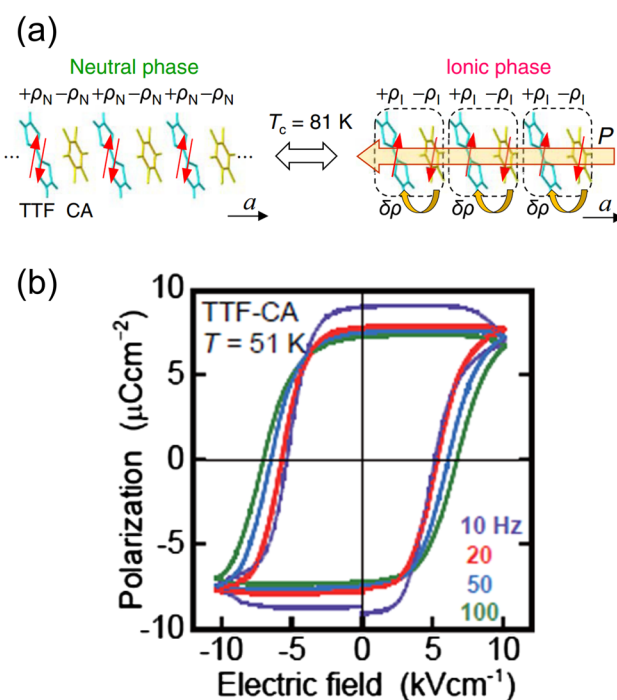 (a)
Neutral phase
Ionic phase
+ρN −ρN +ρN −ρN +ρN −ρN
+ρI −ρI +ρI −ρI +ρI −ρI
Tc = 81 K
P
... ...
TTF CA
a
δρ δρ δρ
a
(b)
TTF-CA
T = 51 K
Polarization (μCcm−2)
10
5
0
-5
-10
10 Hz
20
50
100
-10 -5 0 5 10
Electric field (kVcm-1)